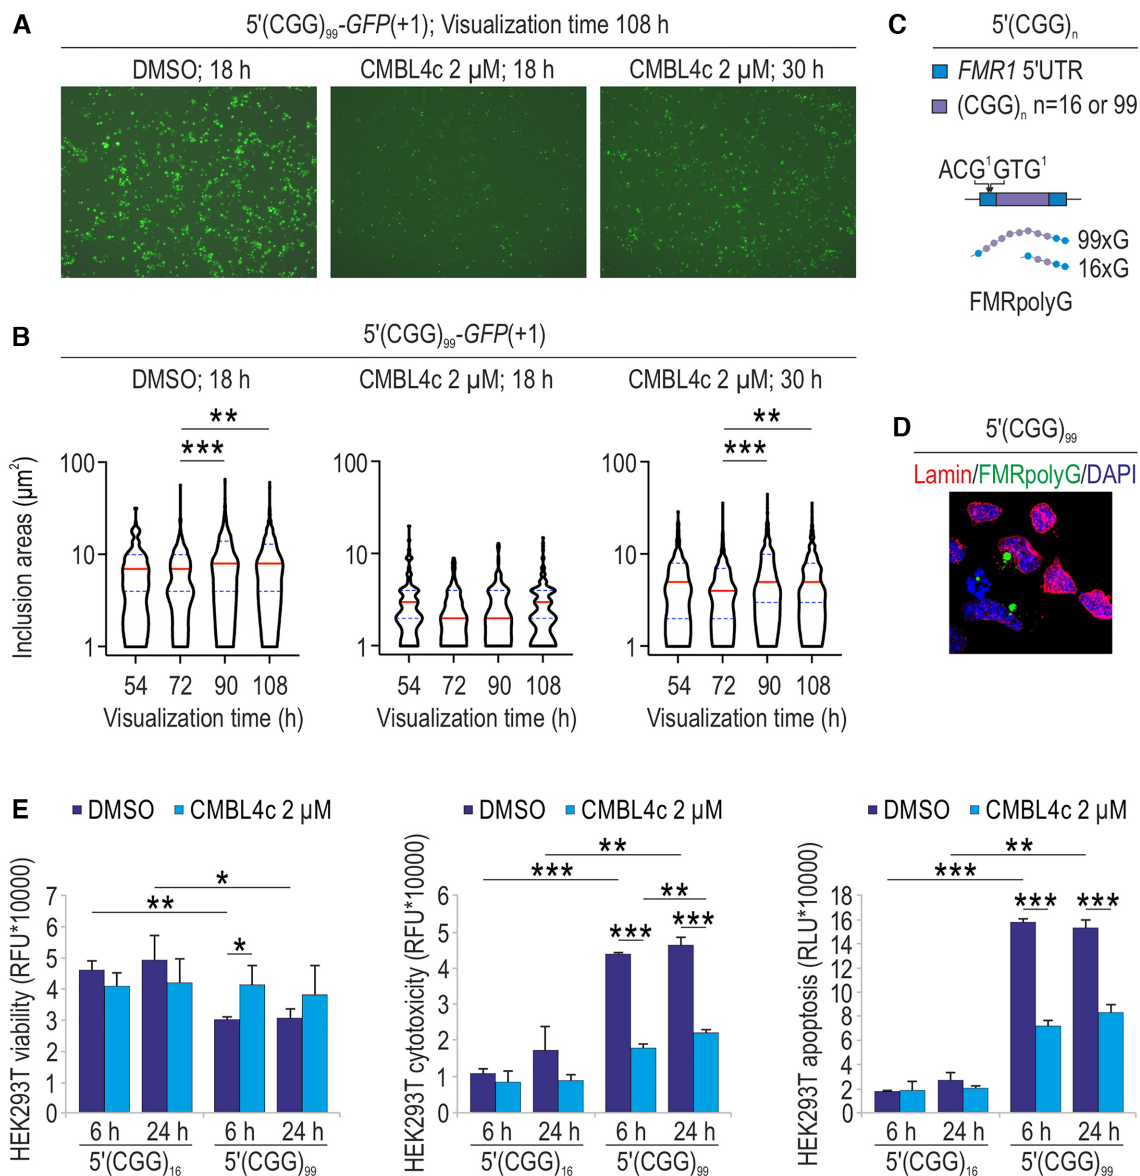 A
5'(CGG)₉₉-GFP(+1); Visualization time 108 h
DMSO; 18 h
CMBL4c 2 µM; 18 h
CMBL4c 2 µM; 30 h
B
5'(CGG)₉₉-GFP(+1)
DMSO; 18 h
CMBL4c 2 µM; 18 h
CMBL4c 2 µM; 30 h
Inclusion areas (µm²)
100
10
1
***
**
54 72 90 108
Visualization time (h)
100
10
1
54 72 90 108
Visualization time (h)
100
10
1
***
**
54 72 90 108
Visualization time (h)
C
5'(CGG)ₙ
FMR1 5'UTR
(CGG)ₙ n=16 or 99
ACG¹GTG¹
99xG
16xG
FMRpolyG
D
5'(CGG)₉₉
Lamin/FMRpolyG/DAPI
E
DMSO CMBL4c 2 µM
HEK293T viability (RFU*10000)
7
6
5
4
3
2
1
0
*
**
*
6 h 24 h 6 h 24 h
5'(CGG)₁₆ 5'(CGG)₉₉
DMSO CMBL4c 2 µM
HEK293T cytotoxicity (RFU*10000)
6
5
4
3
2
1
0
**
***
**
*** ***
6 h 24 h 6 h 24 h
5'(CGG)₁₆ 5'(CGG)₉₉
DMSO CMBL4c 2 µM
HEK293T apoptosis (RLU*10000)
18
16
14
12
10
8
6
4
2
0
**
***
*** ***
6 h 24 h 6 h 24 h
5'(CGG)₁₆ 5'(CGG)₉₉